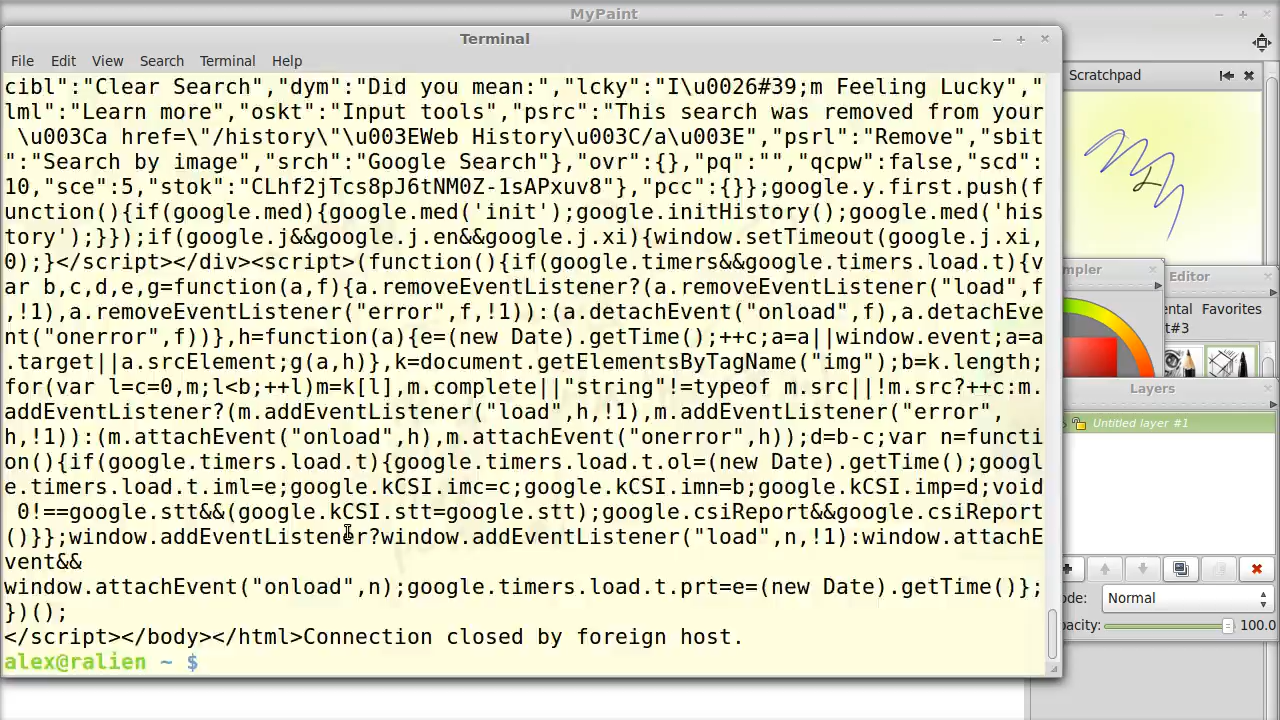 MyPaint
Terminal
File Edit View Search Terminal Help
cibl":"Clear Search","dym":"Did you mean:","lcky":"I\u0026#39;m Feeling Lucky","
lml":"Learn more","oskt":"Input tools","psrc":"This search was removed from your
 \u003Ca href=\"/history\"\u003EWeb History\u003C/a\u003E","psrl":"Remove","sbit
":"Search by image","srch":"Google Search"},"ovr":{},"pq":"","qcpw":false,"scd":
10,"sce":5,"stok":"CLhf2jTcs8pJ6tNM0Z-1sAPxuv8"},"pcc":{}};google.y.first.push(f
unction(){if(google.med){google.med('init');google.initHistory();google.med('his
tory');}});if(google.j&&google.j.en&&google.j.xi){window.setTimeout(google.j.xi,
0);}</script></div><script>(function(){if(google.timers&&google.timers.load.t){v
ar b,c,d,e,g=function(a,f){a.removeEventListener?(a.removeEventListener("load",f
,!1),a.removeEventListener("error",f,!1)):(a.detachEvent("onload",f),a.detachEve
nt("onerror",f))},h=function(a){e=(new Date).getTime();++c;a=a||window.event;a=a
.target||a.srcElement;g(a,h)},k=document.getElementsByTagName("img");b=k.length;
for(var l=c=0,m;l<b;++l)m=k[l],m.complete||"string"!=typeof m.src||!m.src?++c:m.
addEventListener?(m.addEventListener("load",h,!1),m.addEventListener("error",
h,!1)):(m.attachEvent("onload",h),m.attachEvent("onerror",h));d=b-c;var n=functi
on(){if(google.timers.load.t){google.timers.load.t.ol=(new Date).getTime();googl
e.timers.load.t.iml=e;google.kCSI.imc=c;google.kCSI.imn=b;google.kCSI.imp=d;void
 0!==google.stt&&(google.kCSI.stt=google.stt);google.csiReport&&google.csiReport
()}};window.addEventListener?window.addEventListener("load",n,!1):window.attachE
vent&&
window.attachEvent("onload",n);google.timers.load.t.prt=e=(new Date).getTime()};
})();
</script></body></html>Connection closed by foreign host.
alex@ralien ~ $
Scratchpad
mpler
Editor
ental Favorites
t#3
Layers
Untitled layer #1
ode: Normal
pacity: 100.0